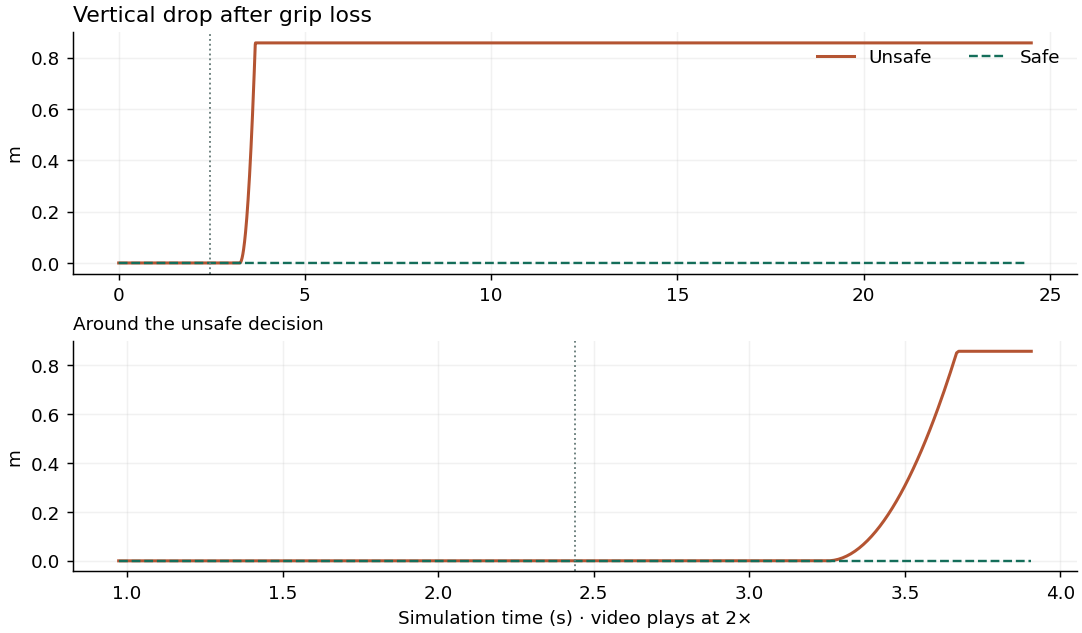 Vertical drop after grip loss
0.8
0.6
0.4
0.2
0.0
m
Unsafe Safe
0 5 10 15 20 25
Around the unsafe decision
0.8
0.6
0.4
0.2
0.0
m
1.0 1.5 2.0 2.5 3.0 3.5 4.0
Simulation time (s) · video plays at 2×